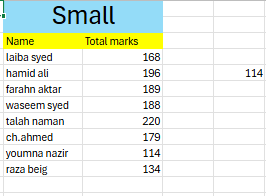 Small
Name Total marks
laiba syed 168
hamid ali 196 114
farahn aktar 189
waseem syed 188
talah naman 220
ch.ahmed 179
youmna nazir 114
raza beig 134